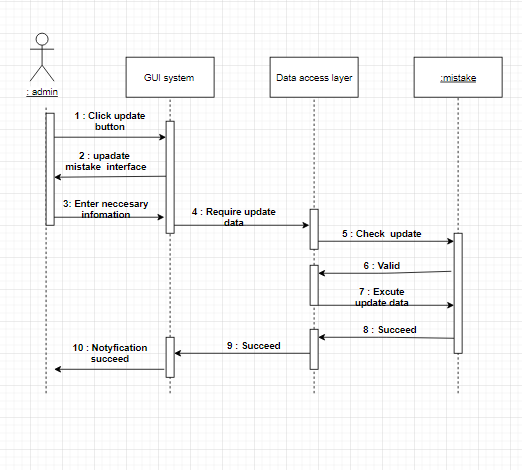 : admin
GUI system
Data access layer
:mistake
1 : Click update
button
2 : upadate
mistake interface
3: Enter neccesary
infomation
4 : Require update
data
5 : Check update
6 : Valid
7 : Excute
update data
8 : Succeed
9 : Succeed
10 : Notyfication
succeed